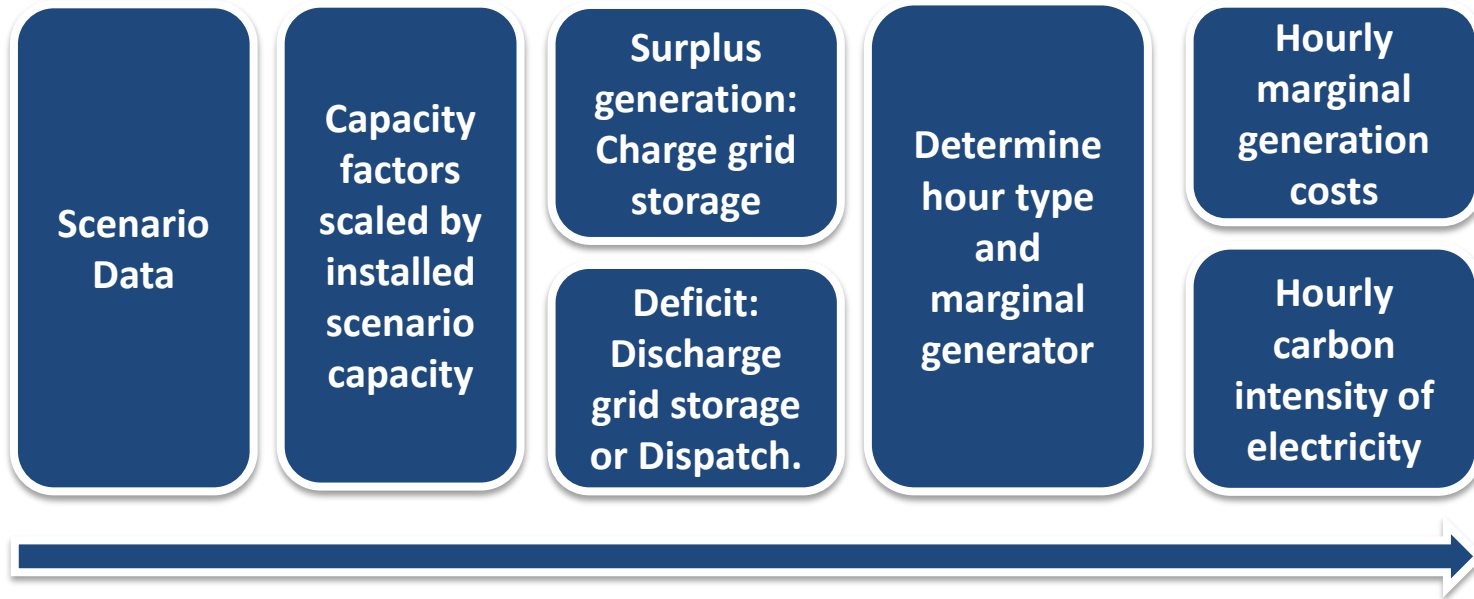 Scenario
Data
Capacity
factors
scaled by
installed
scenario
capacity
Surplus
generation:
Charge grid
storage
Deficit:
Discharge
grid storage
or Dispatch.
Determine
hour type
and
marginal
generator
Hourly
marginal
generation
costs
Hourly
carbon
intensity of
electricity